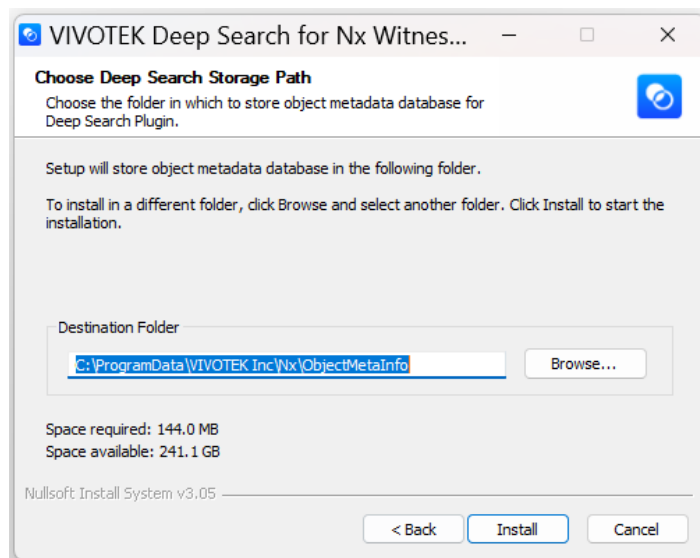 VIVOTEK Deep Search for Nx Witnes...
Choose Deep Search Storage Path
Choose the folder in which to store object metadata database for
Deep Search Plugin.
Setup will store object metadata database in the following folder.
To install in a different folder, click Browse and select another folder. Click Install to start the
installation.
Destination Folder
C:\ProgramData\VIVOTEK Inc\Nx\ObjectMetaInfo
Browse...
Space required: 144.0 MB
Space available: 241.1 GB
Nullsoft Install System v3.05
< Back
Install
Cancel